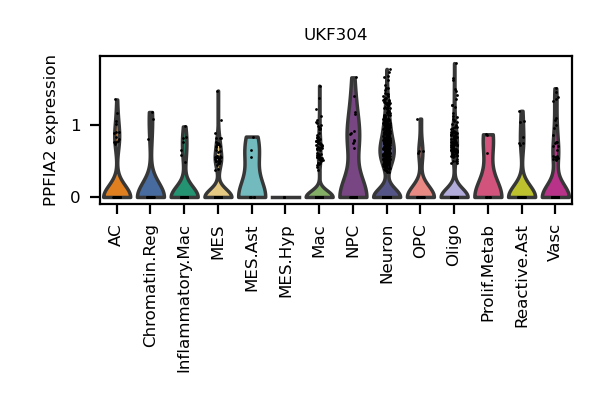 UKF304
PPFIA2 expression
1
0
AC
Chromatin.Reg
Inflammatory.Mac
MES
MES.Ast
MES.Hyp
Mac
NPC
Neuron
OPC
Oligo
Prolif.Metab
Reactive.Ast
Vasc